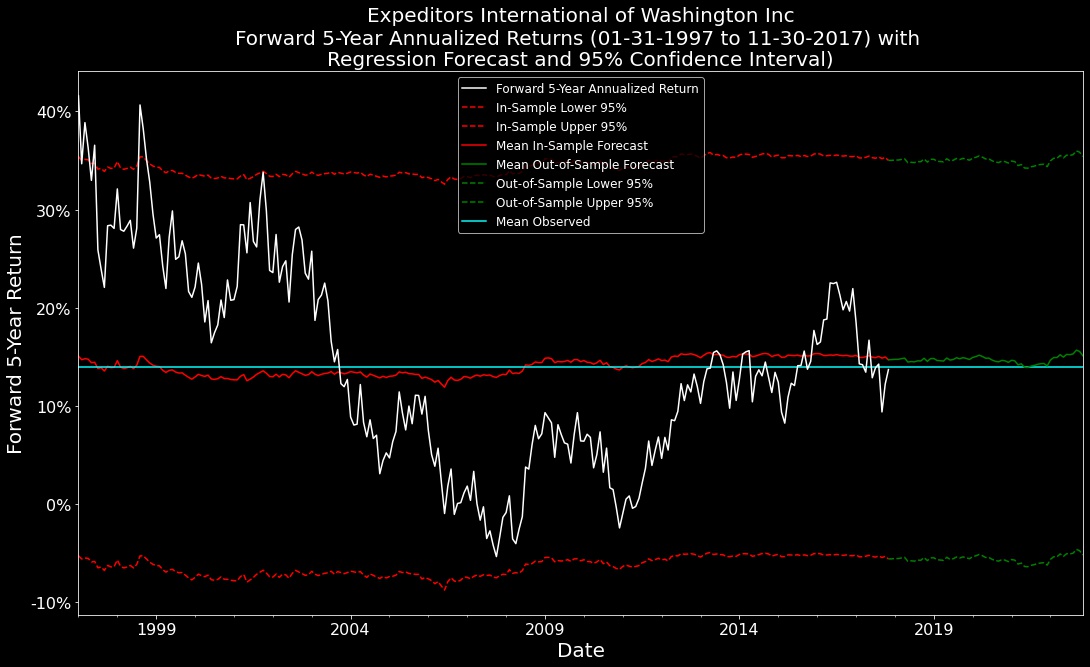 Expeditors International of Washington Inc
Forward 5-Year Annualized Returns (01-31-1997 to 11-30-2017) with
Regression Forecast and 95% Confidence Interval)
Forward 5-Year Annualized Return
In-Sample Lower 95%
In-Sample Upper 95%
Mean In-Sample Forecast
Mean Out-of-Sample Forecast
Out-of-Sample Lower 95%
Out-of-Sample Upper 95%
Mean Observed
Forward 5-Year Return
40%
30%
20%
10%
0%
-10%
1999 2004 2009 2014 2019
Date